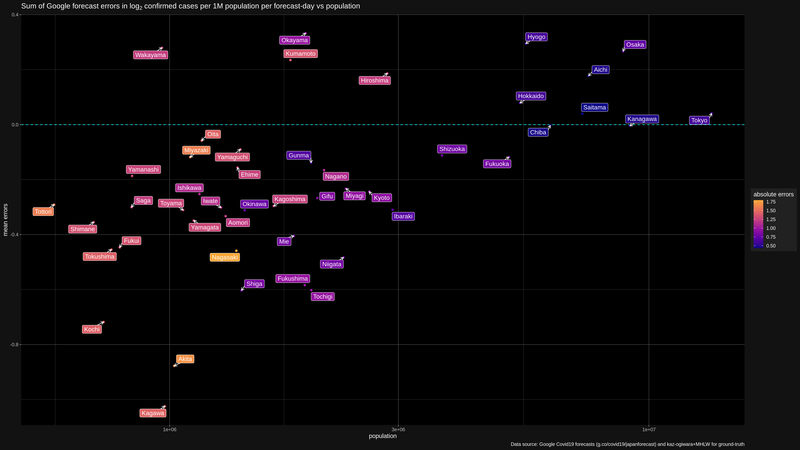 Sum of Google forecast errors in log₂ confirmed cases per 1M population per forecast-day vs population
0.4
Hyogo
Okayama
Osaka
Wakayama
Kumamoto
Aichi
Hiroshima
Hokkaido
Saitama
Kanagawa
Tokyo
0.0
Chiba
Oita
Miyazaki
Shizuoka
Yamaguchi
Gunma
Fukuoka
Yamanashi
Ehime
Nagano
Ishikawa
Saga
Toyama
Iwate
Okinawa
Kagoshima
Gifu
Miyagi
Kyoto
Tottori
Ibaraki
Aomori
Shimane
Yamagata
Fukui
Mie
-0.4
Tokushima
Nagasaki
Niigata
Shiga
Fukushima
Tochigi
Kochi
-0.8
Akita
Kagawa
mean errors
1e+06
3e+06
1e+07
population
absolute errors
1.75
1.50
1.25
1.00
0.75
0.50
Data source: Google Covid19 forecasts (g.co/covid19/japanforecast) and kaz-ogiwara+MHLW for ground-truth